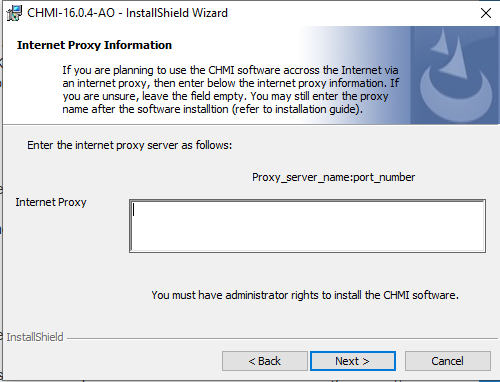 CHMI-16.0.4-AO - InstallShield Wizard
Internet Proxy Information
If you are planning to use the CHMI software accross the Internet via
an internet proxy, then enter below the internet proxy information. If
you are unsure, leave the field empty. You may still enter the proxy
name after the software installtion (refer to installation guide).
Enter the internet proxy server as follows:
Proxy_server_name:port_number
Internet Proxy
You must have administrator rights to install the CHMI software.
InstallShield
< Back
Next >
Cancel